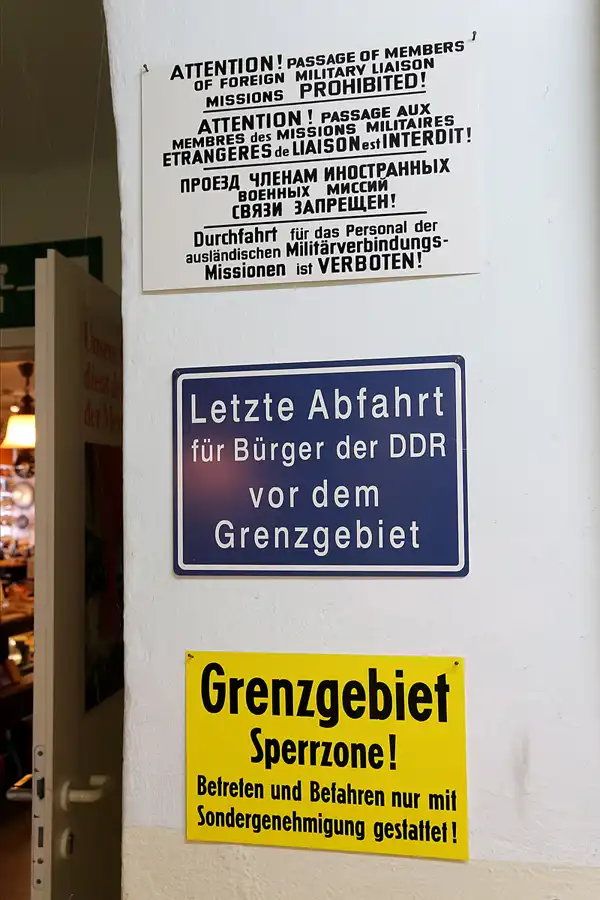 ATTENTION! PASSAGE OF MEMBERS
OF FOREIGN MILITARY LIAISON
MISSIONS PROHIBITED!
ATTENTION! PASSAGE AUX
MEMBRES des MISSIONS MILITAIRES
ETRANGERES de LIAISON est INTERDIT!
ПРОЕЗД ЧЛЕНАМ ИНОСТРАННЫХ
ВОЕННЫХ МИССИЙ
СВЯЗИ ЗАПРЕЩЕН!
Durchfahrt für das Personal der
ausländischen Militärverbindungs-
Missionen ist VERBOTEN!
Letzte Abfahrt
für Bürger der DDR
vor dem
Grenzgebiet
Grenzgebiet
Sperrzone!
Betreten und Befahren nur mit
Sondergenehmigung gestattet!